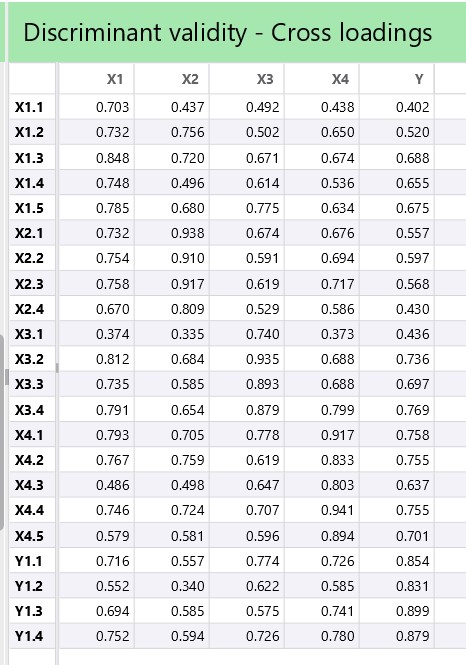 Discriminant validity - Cross loadings
X1 X2 X3 X4 Y
X1.1 0.703 0.437 0.492 0.438 0.402
X1.2 0.732 0.756 0.502 0.650 0.520
X1.3 0.848 0.720 0.671 0.674 0.688
X1.4 0.748 0.496 0.614 0.536 0.655
X1.5 0.785 0.680 0.775 0.634 0.675
X2.1 0.732 0.938 0.674 0.676 0.557
X2.2 0.754 0.910 0.591 0.694 0.597
X2.3 0.758 0.917 0.619 0.717 0.568
X2.4 0.670 0.809 0.529 0.586 0.430
X3.1 0.374 0.335 0.740 0.373 0.436
X3.2 0.812 0.684 0.935 0.688 0.736
X3.3 0.735 0.585 0.893 0.688 0.697
X3.4 0.791 0.654 0.879 0.799 0.769
X4.1 0.793 0.705 0.778 0.917 0.758
X4.2 0.767 0.759 0.619 0.833 0.755
X4.3 0.486 0.498 0.647 0.803 0.637
X4.4 0.746 0.724 0.707 0.941 0.755
X4.5 0.579 0.581 0.596 0.894 0.701
Y1.1 0.716 0.557 0.774 0.726 0.854
Y1.2 0.552 0.340 0.622 0.585 0.831
Y1.3 0.694 0.585 0.575 0.741 0.899
Y1.4 0.752 0.594 0.726 0.780 0.879